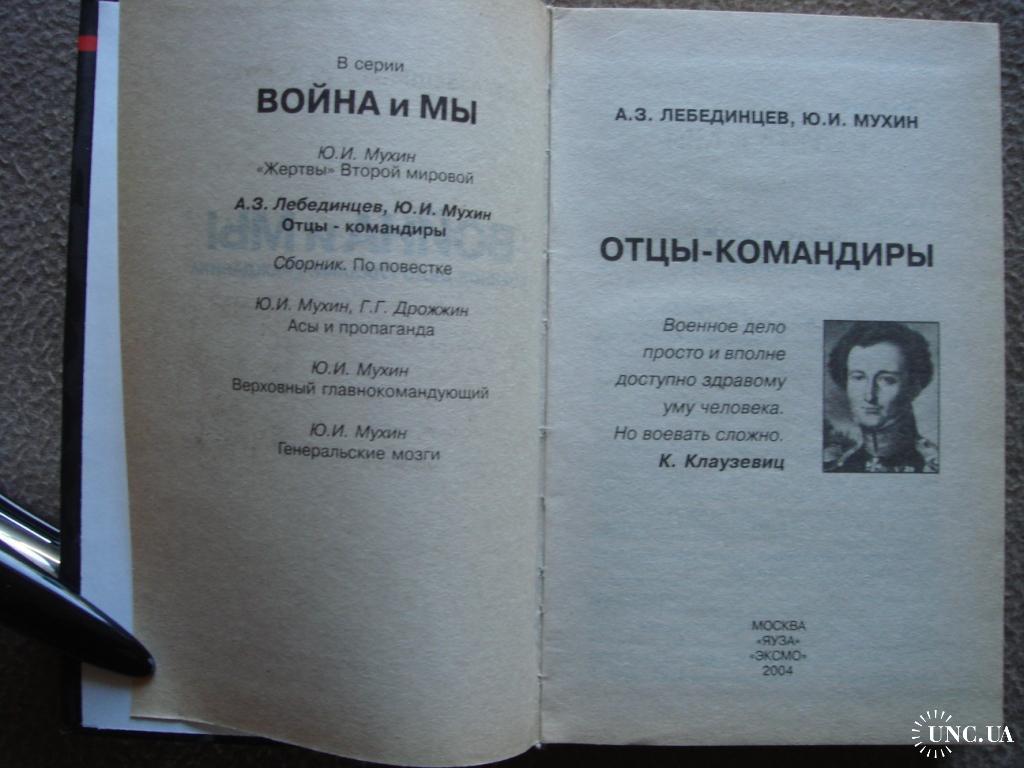 В серии
ВОЙНА и МЫ
Ю.И. Мухин
«Жертвы» Второй мировой
А.З. Лебединцев, Ю.И. Мухин
Отцы - командиры
Сборник. По повестке
Ю.И. Мухин, Г.Г. Дрожжин
Асы и пропаганда
Ю.И. Мухин
Верховный главнокомандующий
Ю.И. Мухин
Генеральские мозги
А.З. ЛЕБЕДИНЦЕВ, Ю.И. МУХИН
ОТЦЫ-КОМАНДИРЫ
Военное дело
просто и вполне
доступно здравому
уму человека.
Но воевать сложно.
К. Клаузевиц
МОСКВА
«ЯУЗА»
«ЭКСМО»
2004
UNC.UA